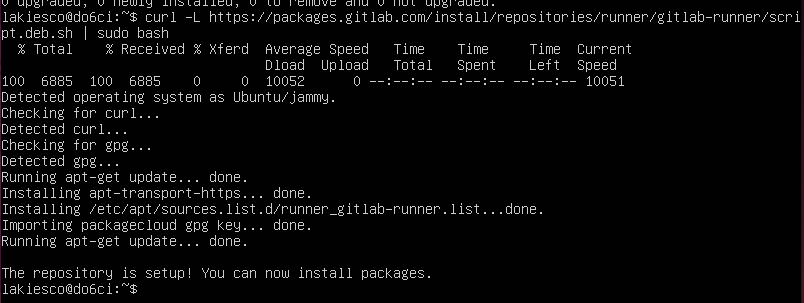 0 upgraded, 0 newly installed, 0 to remove and 0 not upgraded.
lakiesco@do6ci:~$ curl -L https://packages.gitlab.com/install/repositories/runner/gitlab-runner/scri
pt.deb.sh | sudo bash
% Total % Received % Xferd Average Speed Time Time Time Current
Dload Upload Total Spent Left Speed
100 6885 100 6885 0 0 10052 0 --:--:-- --:--:-- --:--:-- 10051
Detected operating system as Ubuntu/jammy.
Checking for curl...
Detected curl...
Checking for gpg...
Detected gpg...
Running apt-get update... done.
Installing apt-transport-https... done.
Installing /etc/apt/sources.list.d/runner_gitlab-runner.list...done.
Importing packagecloud gpg key... done.
Running apt-get update... done.
The repository is setup! You can now install packages.
lakiesco@do6ci:~$